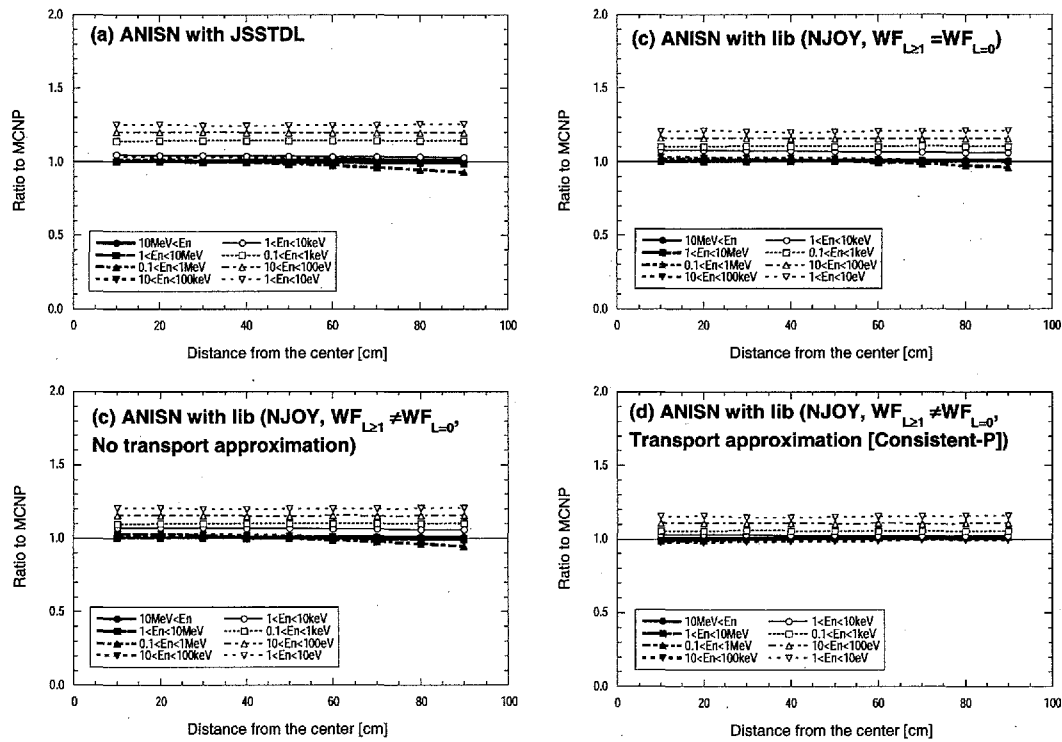 (a) ANISN with JSSTDL
2.0
1.5
1.0
0.5
0.0
Ratio to MCNP
10MeV<En
1<En<10MeV
0.1<En<1MeV
10<En<100keV
1<En<10keV
0.1<En<1keV
10<En<100eV
1<En<10eV
0 20 40 60 80 100
Distance from the center [cm]
(c) ANISN with lib (NJOY, WF L≥1 =WF L=0)
2.0
1.5
1.0
0.5
0.0
Ratio to MCNP
10MeV<En
1<En<10MeV
0.1<En<1MeV
10<En<100keV
1<En<10keV
0.1<En<1keV
10<En<100eV
1<En<10eV
0 20 40 60 80 100
Distance from the center [cm]
(c) ANISN with lib (NJOY, WF L≥1 ≠WF L=0,
No transport approximation)
2.0
1.5
1.0
0.5
0.0
Ratio to MCNP
10MeV<En
1<En<10MeV
0.1<En<1MeV
10<En<100keV
1<En<10keV
0.1<En<1keV
10<En<100eV
1<En<10eV
0 20 40 60 80 100
Distance from the center [cm]
(d) ANISN with lib (NJOY, WF L≥1 ≠WF L=0,
Transport approximation [Consistent-P])
2.0
1.5
1.0
0.5
0.0
Ratio to MCNP
10MeV<En
1<En<10MeV
0.1<En<1MeV
10<En<100keV
1<En<10keV
0.1<En<1keV
10<En<100eV
1<En<10eV
0 20 40 60 80 100
Distance from the center [cm]